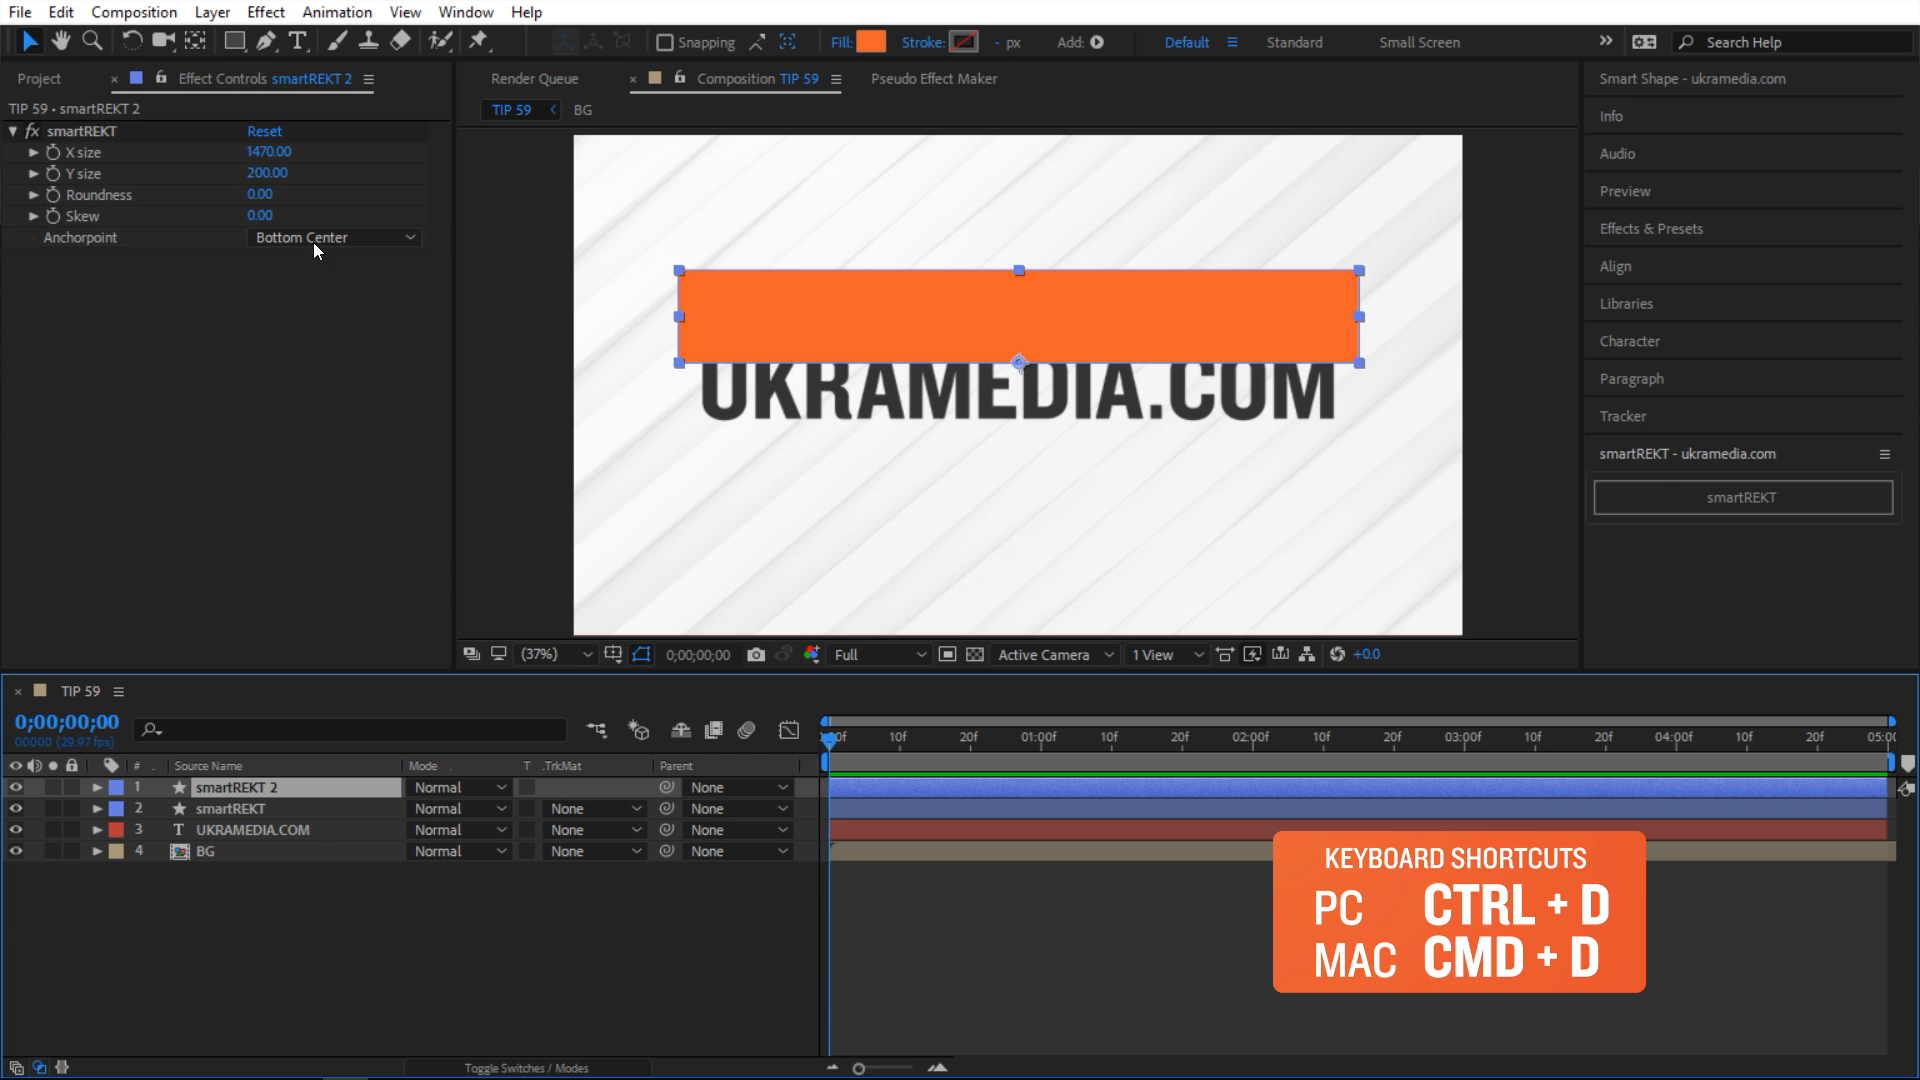 File Edit Composition Layer Effect Animation View Window Help
Snapping Fill: Stroke: - px Add: Default Standard Small Screen Search Help
Project Effect Controls smartREKT 2
Render Queue Composition TIP 59 Pseudo Effect Maker
TIP 59 • smartREKT 2
fx smartREKT Reset
X size 1470.00
Y size 200.00
Roundness 0.00
Skew 0.00
Anchorpoint Bottom Center
TIP 59 BG
UKRAMEDIA.COM
(37%) 0;00;00;00 Full Active Camera 1 View +0.0
Smart Shape - ukramedia.com
Info
Audio
Preview
Effects & Presets
Align
Libraries
Character
Paragraph
Tracker
smartREKT - ukramedia.com
smartREKT
TIP 59
0;00;00;00
00000 (29.97 fps)
10f 20f 01:00f 10f 20f 02:00f 10f 20f 03:00f 10f 20f 04:00f 10f 20f
# Source Name Mode T .TrkMat Parent
1 smartREKT 2 Normal None
2 smartREKT Normal None None
3 T UKRAMEDIA.COM Normal None None
4 BG Normal None None
KEYBOARD SHORTCUTS
PC CTRL + D
MAC CMD + D
Toggle Switches / Modes